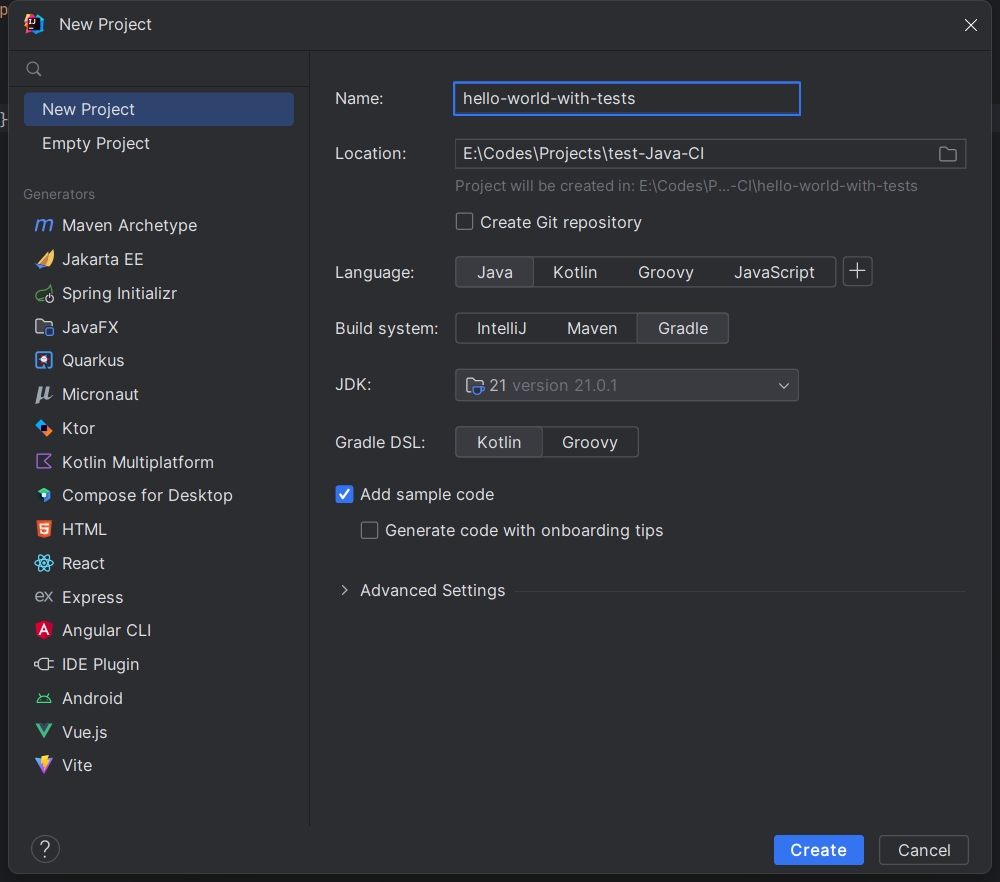 New Project
New Project
Empty Project
Generators
Maven Archetype
Jakarta EE
Spring Initializr
JavaFX
Quarkus
Micronaut
Ktor
Kotlin Multiplatform
Compose for Desktop
HTML
React
Express
Angular CLI
IDE Plugin
Android
Vue.js
Vite
Name: hello-world-with-tests
Location: E:\Codes\Projects\test-Java-CI
Project will be created in: E:\Codes\P...-CI\hello-world-with-tests
Create Git repository
Language: Java Kotlin Groovy JavaScript +
Build system: IntelliJ Maven Gradle
JDK: 21 version 21.0.1
Gradle DSL: Kotlin Groovy
Add sample code
Generate code with onboarding tips
Advanced Settings
? Create Cancel